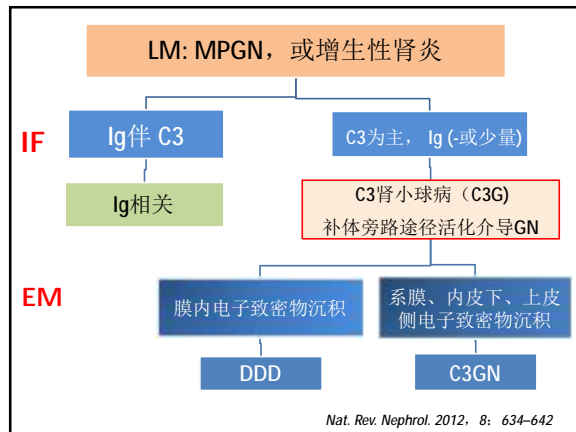 LM: MPGN，或增生性肾炎
IF
Ig伴 C3
C3为主， Ig (-或少量)
Ig相关
C3肾小球病（C3G)
补体旁路途径活化介导GN
EM
膜内电子致密物沉积
系膜、内皮下、上皮
侧电子致密物沉积
DDD
C3GN
Nat. Rev. Nephrol. 2012， 8： 634–642